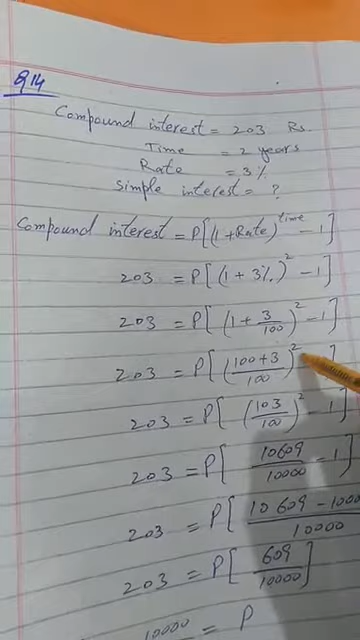 Q14
Compound interest = 203 Rs.
Time = 2 years
Rate = 3%
Simple interest = ?
Compound interest = P[(1+Rate)^time - 1]
203 = P[(1 + 3%)^2 - 1]
203 = P[(1 + 3/100)^2 - 1]
203 = P[(100+3/100)^2 - ]
203 = P[(103/100)^2 - 1]
203 = P[10609/10000 - 1]
203 = P[10609 - 1000/10000
203 = P[609/10000]
10000 = P